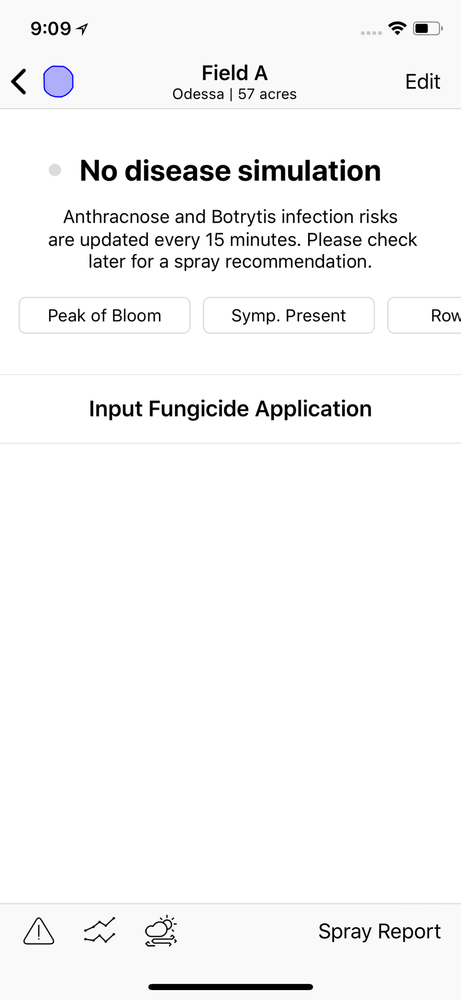 9:09
Field A
Odessa | 57 acres
Edit
No disease simulation
Anthracnose and Botrytis infection risks
are updated every 15 minutes. Please check
later for a spray recommendation.
Peak of Bloom
Symp. Present
Row
Input Fungicide Application
Spray Report